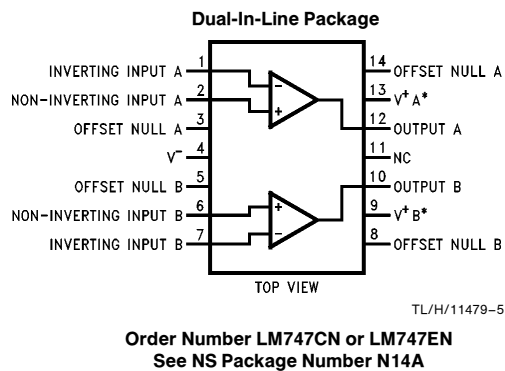 Dual-In-Line Package
INVERTING INPUT A 1 14 OFFSET NULL A
NON-INVERTING INPUT A 2 13 V+ A*
OFFSET NULL A 3 12 OUTPUT A
V− 4 11 NC
OFFSET NULL B 5 10 OUTPUT B
NON-INVERTING INPUT B 6 9 V+ B*
INVERTING INPUT B 7 8 OFFSET NULL B
−
+
+
−
TOP VIEW
TL/H/11479–5
Order Number LM747CN or LM747EN
See NS Package Number N14A